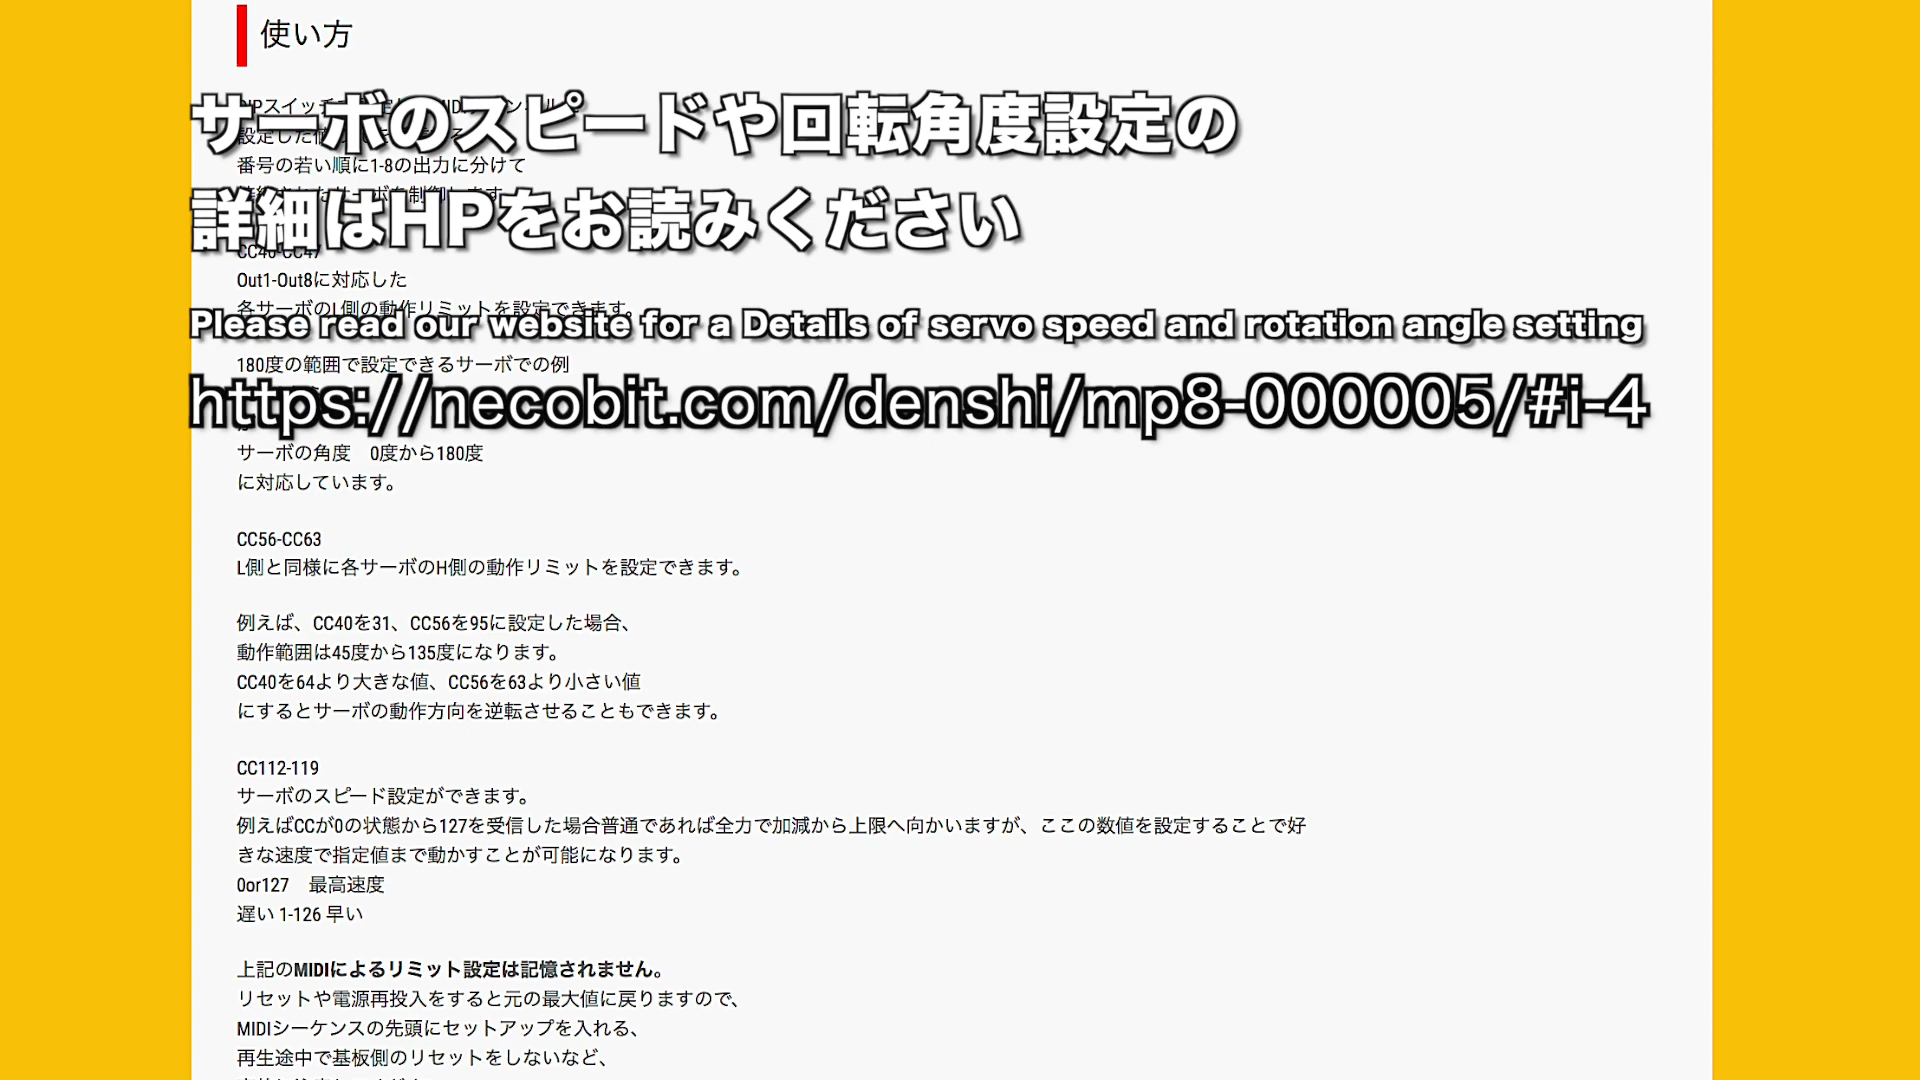 使い方
サーボのスピードや回転角度設定の
番号の若い順に1-8の出力に分けて
詳細はHPをお読みください
CC40-CC47
Out1-Out8に対応した
各サーボのL側の動作リミットを設定できます。
Please read our website for a Details of servo speed and rotation angle setting
180度の範囲で設定できるサーボでの例
https://necobit.com/denshi/mp8-000005/#i-4
サーボの角度　0度から180度
に対応しています。
CC56-CC63
L側と同様に各サーボのH側の動作リミットを設定できます。
例えば、CC40を31、CC56を95に設定した場合、
動作範囲は45度から135度になります。
CC40を64より大きな値、CC56を63より小さい値
にするとサーボの動作方向を逆転させることもできます。
CC112-119
サーボのスピード設定ができます。
例えばCCが0の状態から127を受信した場合普通であれば全力で加減から上限へ向かいますが、ここの数値を設定することで好
きな速度で指定値まで動かすことが可能になります。
0or127　最高速度
遅い 1-126 早い
上記のMIDIによるリミット設定は記憶されません。
リセットや電源再投入をすると元の最大値に戻りますので、
MIDIシーケンスの先頭にセットアップを入れる、
再生途中で基板側のリセットをしないなど、